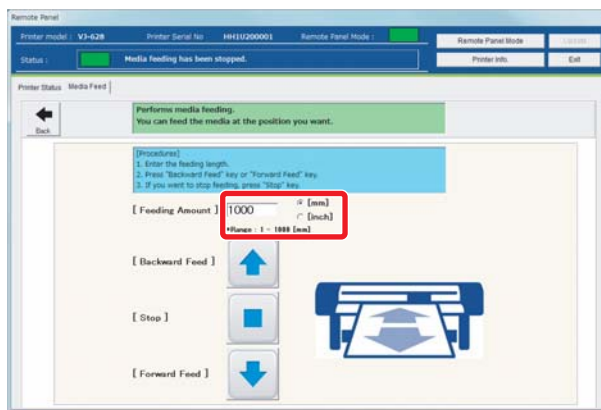 Remote Panel
Printer model : VJ-628 Printer Serial No HH1U200001 Remote Panel Mode :
Remote Panel Mode
Status : Media feeding has been stopped.
Printer Info. Exit
Printer Status Media Feed
Back
Performs media feeding.
You can feed the media at the position you want.
[Procedures]
1. Enter the feeding length.
2. Press "Backward Feed" key or "Forward Feed" key.
3. If you want to stop feeding, press "Stop" key.
[ Feeding Amount ] 1000 [mm]
[inch]
*Range : 1 - 1000 [mm]
[ Backward Feed ]
[ Stop ]
[ Forward Feed ]